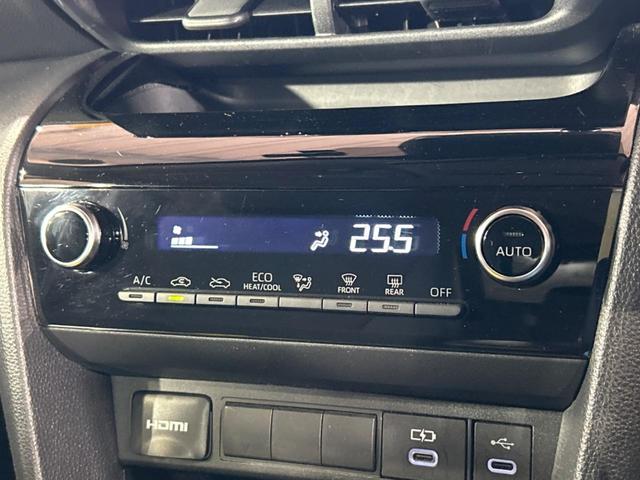 25.5
AUTO
A/C
ECO
HEAT/COOL
FRONT
REAR
OFF
HDMI